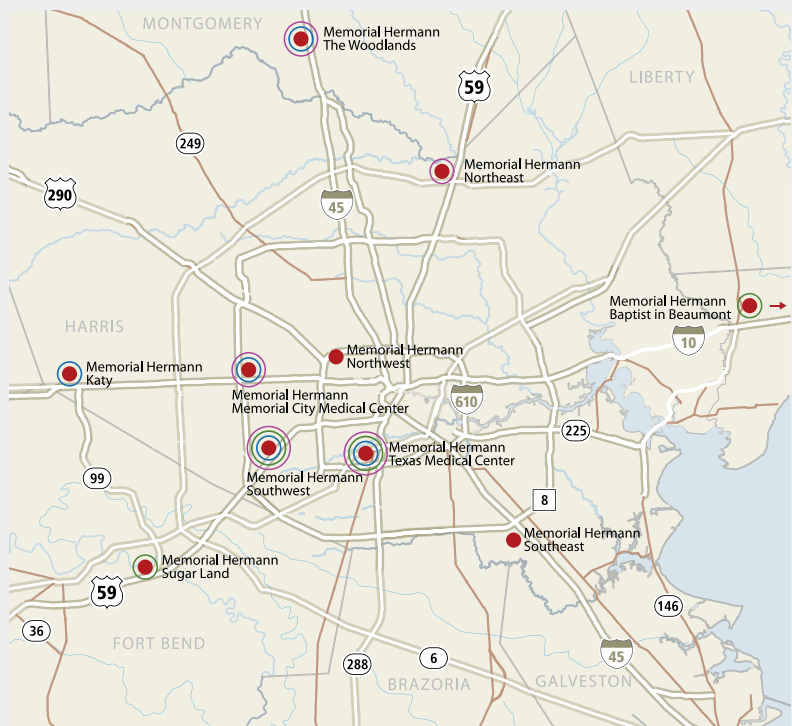 MONTGOMERY
Memorial Hermann
The Woodlands
59
LIBERTY
249
Memorial Hermann
Northeast
290
45
Memorial Hermann
Baptist in Beaumont
HARRIS
10
Memorial Hermann
Northwest
Memorial Hermann
Katy
Memorial Hermann
Memorial City Medical Center
610
225
Memorial Hermann
Texas Medical Center
Memorial Hermann
Southwest
99
8
Memorial Hermann
Southeast
Memorial Hermann
Sugar Land
59
146
36
FORT BEND
288
6
45
BRAZORIA
GALVESTON